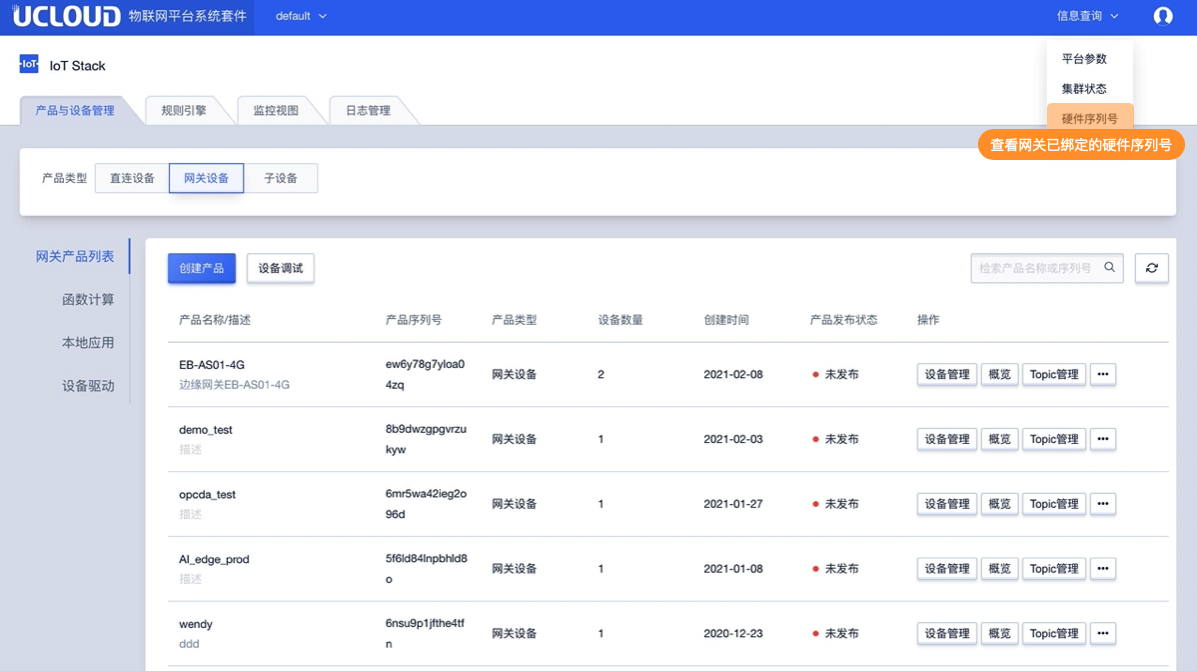 UCLOUD 物联网平台系统套件 default 信息查询
IoT IoT Stack
平台参数
集群状态
硬件序列号
查看网关已绑定的硬件序列号
产品与设备管理 规则引擎 监控视图 日志管理
产品类型 直连设备 网关设备 子设备
网关产品列表
函数计算
本地应用
设备驱动
创建产品 设备调试 检索产品名称或序列号
产品名称/描述 产品序列号 产品类型 设备数量 创建时间 产品发布状态 操作
EB-AS01-4G ew6y78g7yloa0 网关设备 2 2021-02-08 未发布 设备管理 概览 Topic管理 •••
边缘网关EB-AS01-4G 4zq
demo_test 8b9dwzgpgvrzu 网关设备 1 2021-02-03 未发布 设备管理 概览 Topic管理 •••
描述 kyw
opcda_test 6mr5wa42ieg2o 网关设备 1 2021-01-27 未发布 设备管理 概览 Topic管理 •••
描述 96d
AI_edge_prod 5f6ld84lnpbhld8 网关设备 1 2021-01-08 未发布 设备管理 概览 Topic管理 •••
描述 o
wendy 6nsu9p1jfthe4tf 网关设备 1 2020-12-23 未发布 设备管理 概览 Topic管理 •••
ddd n